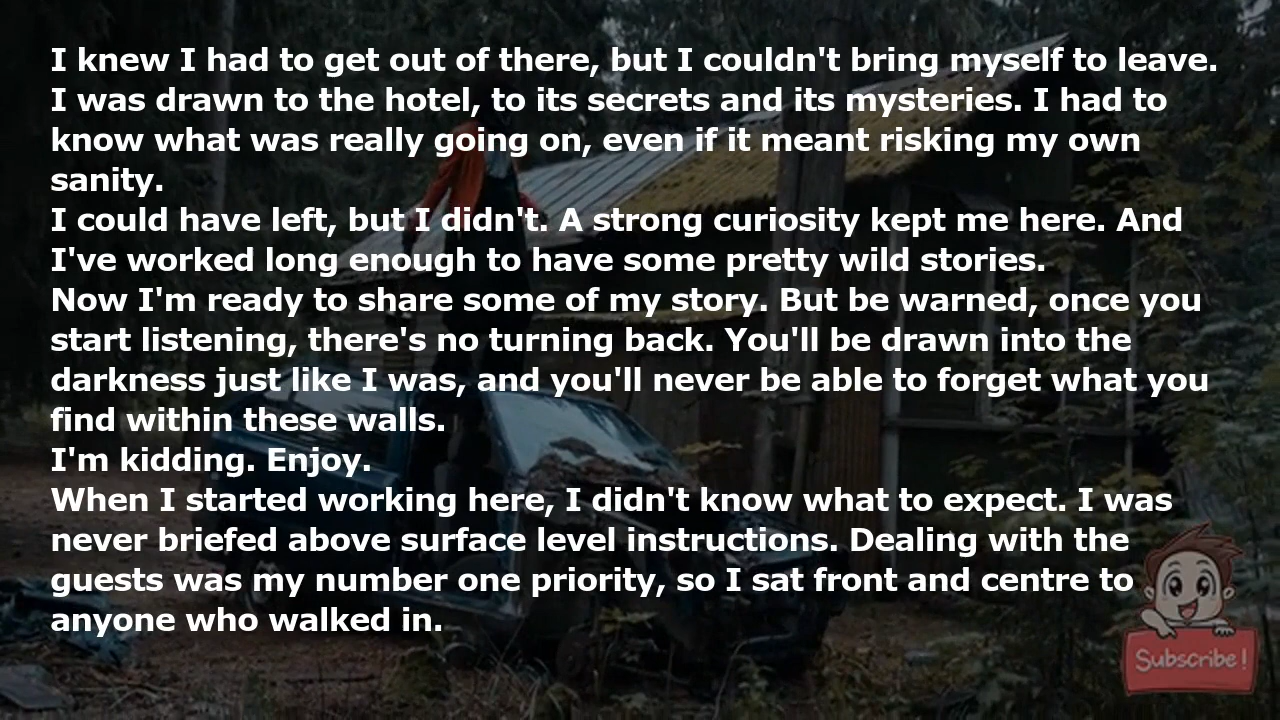 I knew I had to get out of there, but I couldn't bring myself to leave.
I was drawn to the hotel, to its secrets and its mysteries. I had to
know what was really going on, even if it meant risking my own
sanity.
I could have left, but I didn't. A strong curiosity kept me here. And
I've worked long enough to have some pretty wild stories.
Now I'm ready to share some of my story. But be warned, once you
start listening, there's no turning back. You'll be drawn into the
darkness just like I was, and you'll never be able to forget what you
find within these walls.
I'm kidding. Enjoy.
When I started working here, I didn't know what to expect. I was
never briefed above surface level instructions. Dealing with the
guests was my number one priority, so I sat front and centre to
anyone who walked in.
Subscribe!